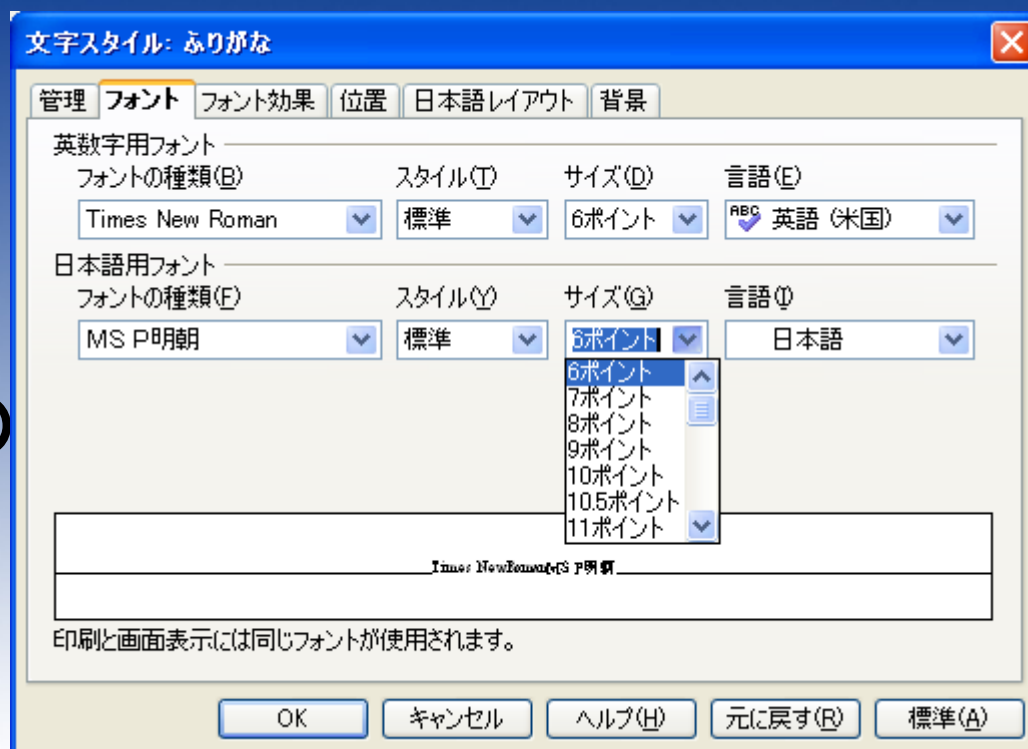 文字スタイル: ふりがな
管理 フォント フォント効果 位置 日本語レイアウト 背景
英数字用フォント
フォントの種類(B) スタイル(T) サイズ(D) 言語(E)
Times New Roman 標準 6ポイント ABC 英語 (米国)
日本語用フォント
フォントの種類(F) スタイル(Y) サイズ(G) 言語(I)
MS P明朝 標準 6ポイント 日本語
6ポイント
7ポイント
8ポイント
9ポイント
10ポイント
10.5ポイント
11ポイント
Times NewRoman MS P明朝
印刷と画面表示には同じフォントが使用されます。
OK キャンセル ヘルプ(H) 元に戻す(R) 標準(A)